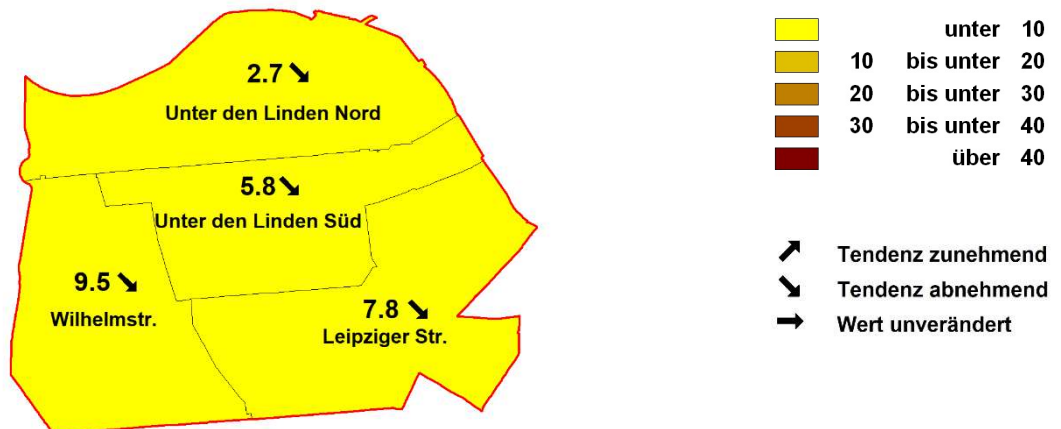 2.7 ➘
Unter den Linden Nord
5.8 ➘
Unter den Linden Süd
9.5 ➘
Wilhelmstr.
7.8 ➘
Leipziger Str.
unter 10
10 bis unter 20
20 bis unter 30
30 bis unter 40
über 40
Tendenz zunehmend
Tendenz abnehmend
Wert unverändert